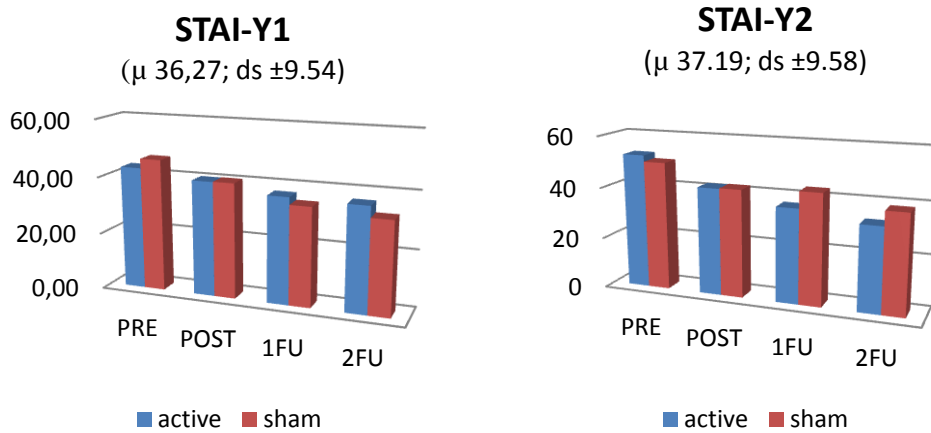 STAI-Y1
(μ 36,27; ds ±9.54)
60,00
40,00
20,00
0,00
PRE
POST
1FU
2FU
active sham
STAI-Y2
(μ 37.19; ds ±9.58)
60
40
20
0
PRE
POST
1FU
2FU
active sham